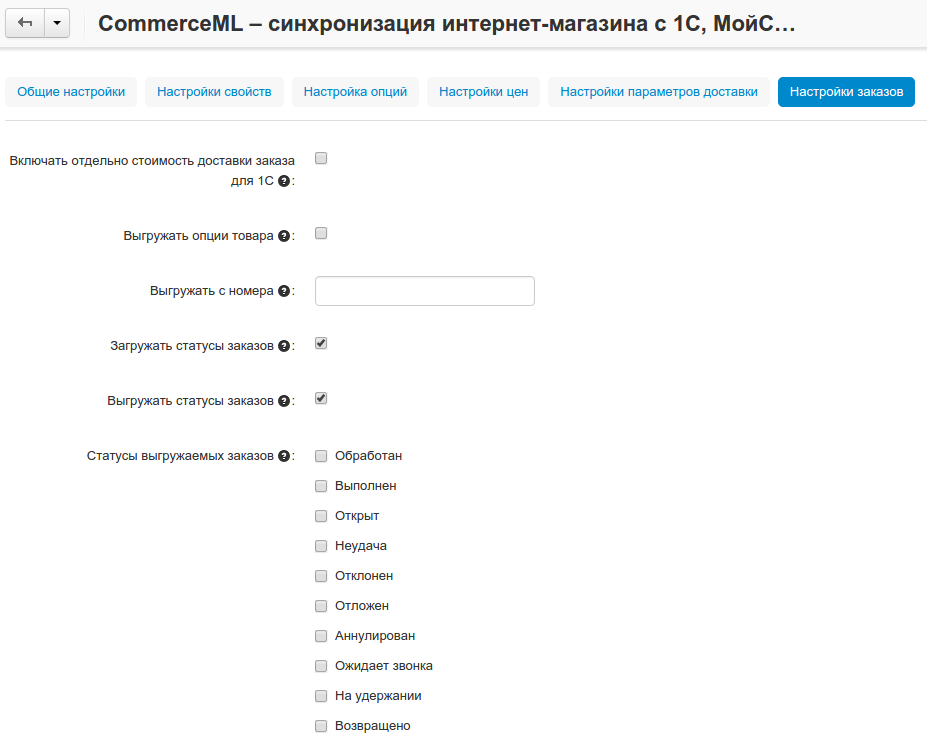 CommerceML – синхронизация интернет-магазина с 1С, МойС...
Общие настройки
Настройки свойств
Настройка опций
Настройки цен
Настройки параметров доставки
Настройки заказов
Включать отдельно стоимость доставки заказа
для 1С ?:
Выгружать опции товара ?:
Выгружать с номера ?:
Загружать статусы заказов ?:
Выгружать статусы заказов ?:
Статусы выгружаемых заказов ?:
Обработан
Выполнен
Открыт
Неудача
Отклонен
Отложен
Аннулирован
Ожидает звонка
На удержании
Возвращено